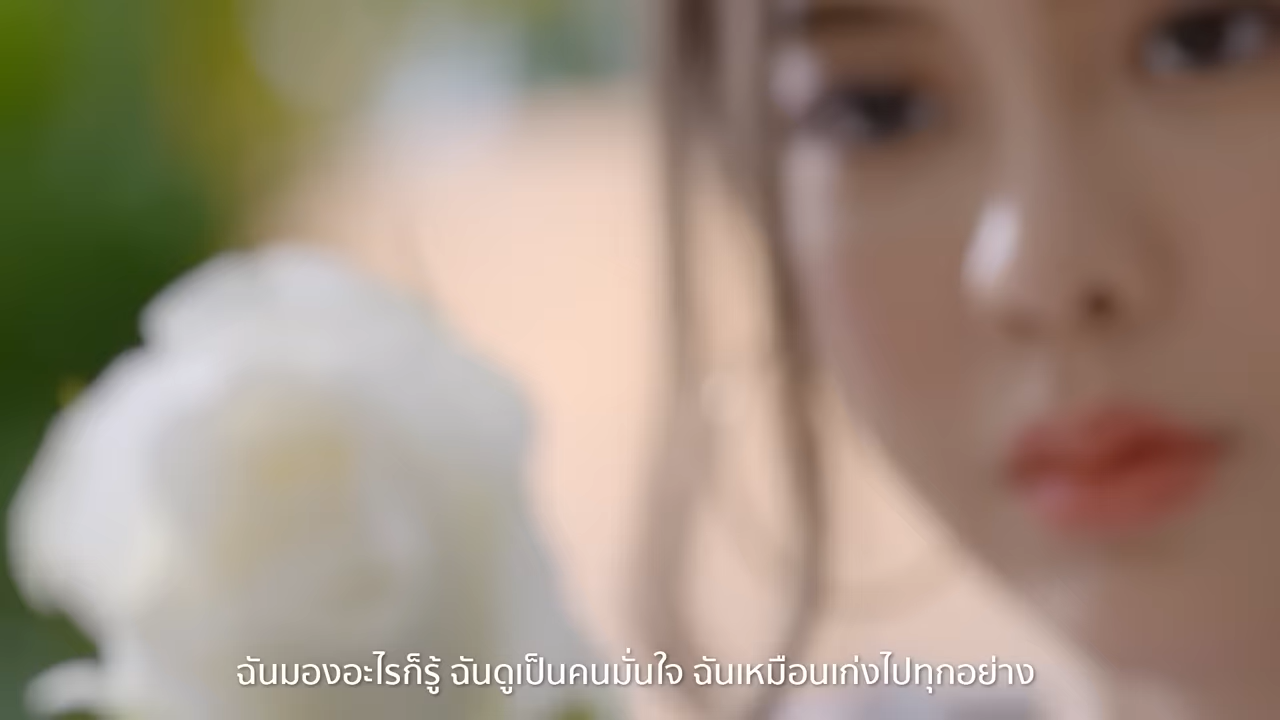 ฉันมองอะไรก็รู้ ฉันดูเป็นคนมั่นใจ ฉันเหมือนเก่งไปทุกอย่าง